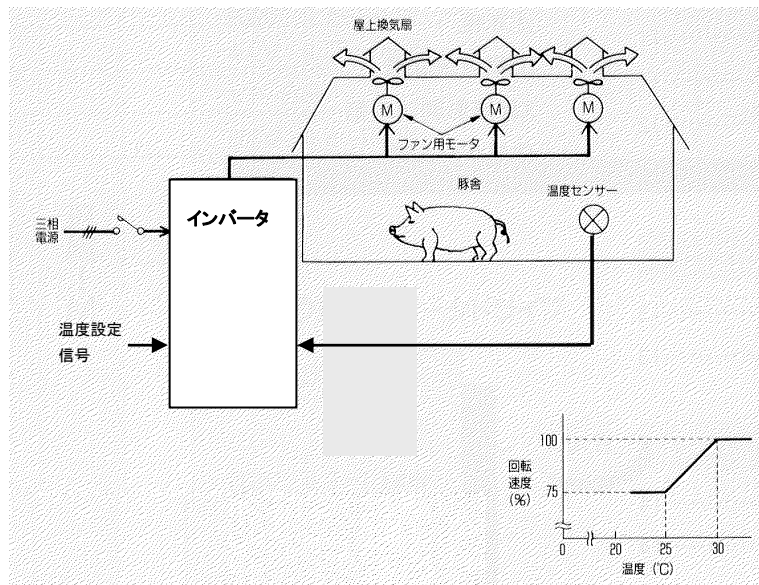 屋上換気扇
M
M
M
ファン用モータ
豚舎
温度センサー
インバータ
三相
電源
温度設定
信号
100
75
回転
速度
(%)
0
20
25
30
温度 (℃)